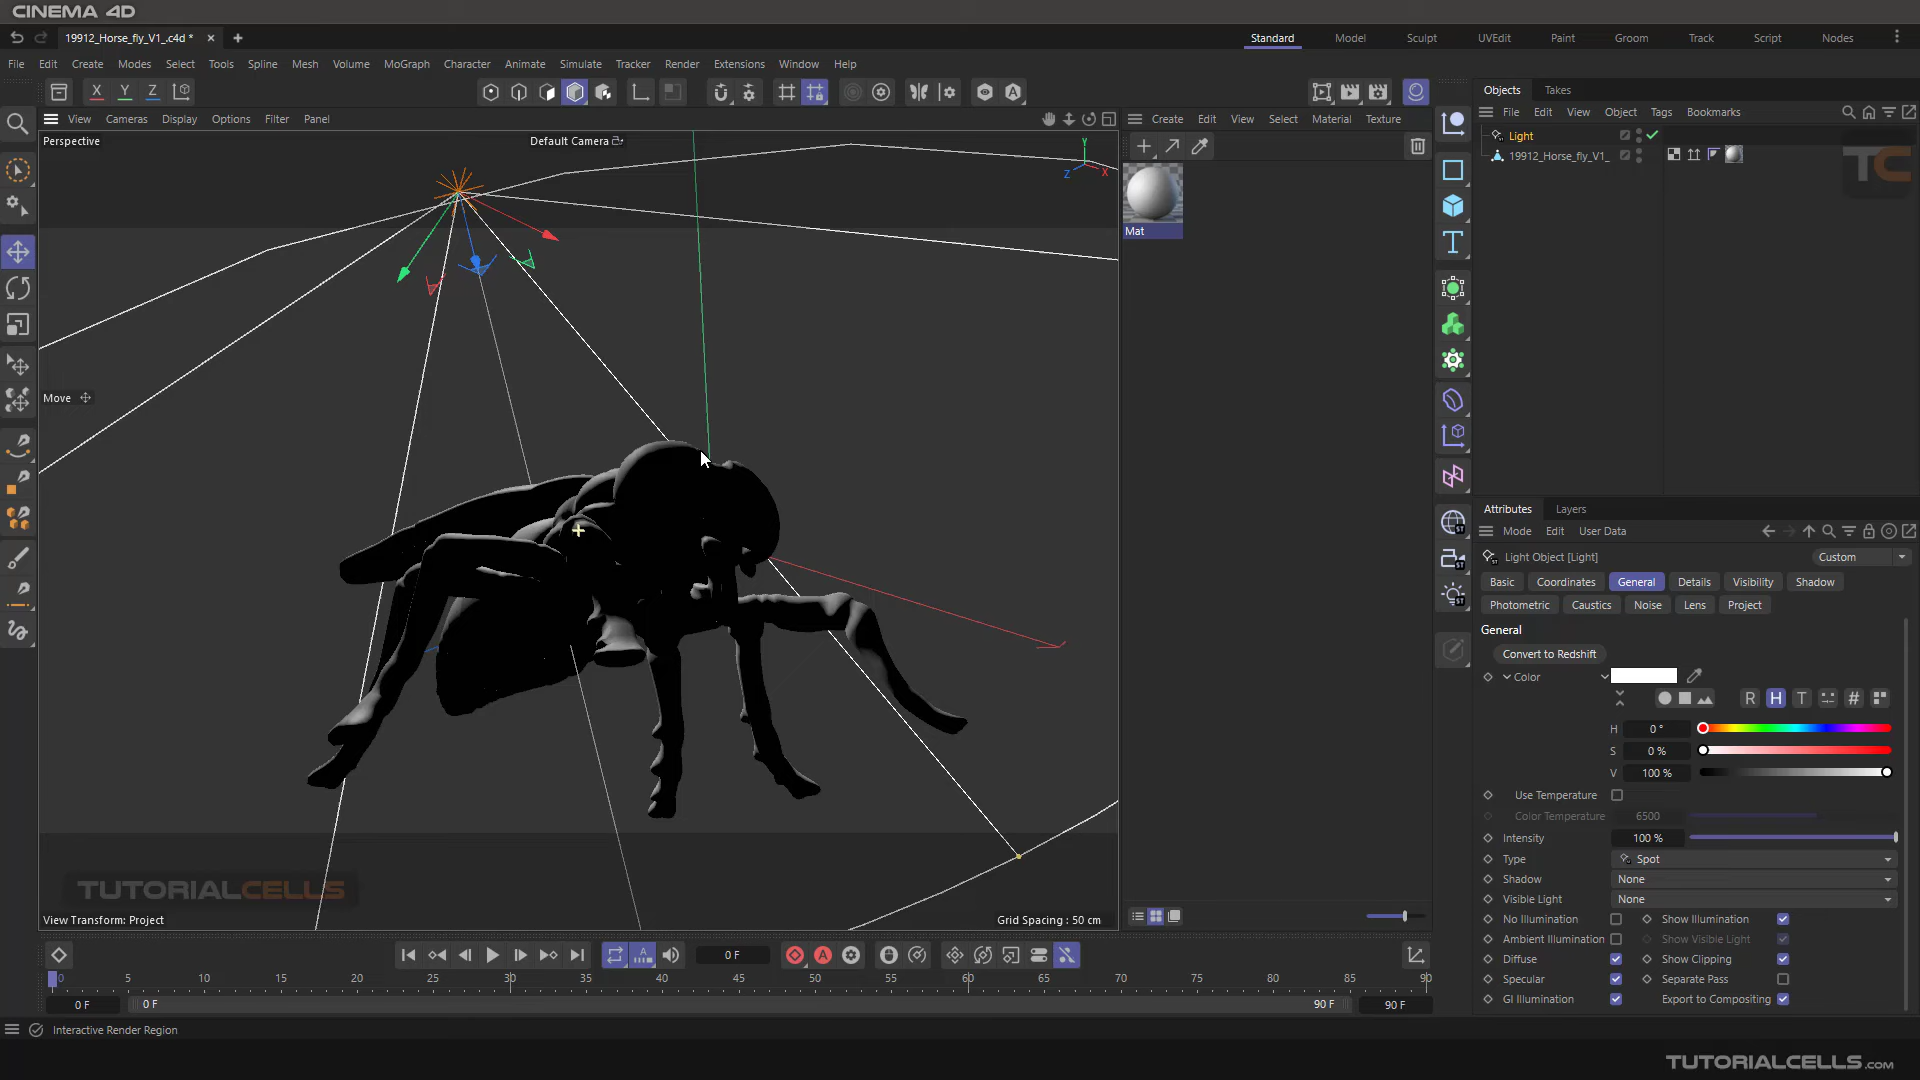 CINEMA 4D
19912_Horse_fly_V1_.c4d *
Standard Model Sculpt UVEdit Paint Groom Track Script Nodes
File Edit Create Modes Select Tools Spline Mesh Volume MoGraph Character Animate Simulate Tracker Render Extensions Window Help
X Y Z
Objects Takes
View Cameras Display Options Filter Panel
Create Edit View Select Material Texture
File Edit View Object Tags Bookmarks
Perspective
Default Camera
Y
Z X
Light
19912_Horse_fly_V1_
TC
Mat
Move
Attributes Layers
Mode Edit User Data
Light Object [Light]
Custom
Basic Coordinates General Details Visibility Shadow
Photometric Caustics Noise Lens Project
General
Convert to Redshift
Color
R H T #
H 0 °
S 0 %
V 100 %
Use Temperature
Color Temperature 6500
Intensity 100 %
Type Spot
Shadow None
Visible Light None
No Illumination Show Illumination
Ambient Illumination Show Visible Light
Diffuse Show Clipping
Specular Separate Pass
GI Illumination Export to Compositing
TUTORIALCELLS
View Transform: Project
Grid Spacing : 50 cm
0 F
0 5 10 15 20 25 30 35 40 45 50 55 60 65 70 75 80 85 90
0 F 0 F 90 F 90 F
Interactive Render Region
TUTORIALCELLS.com